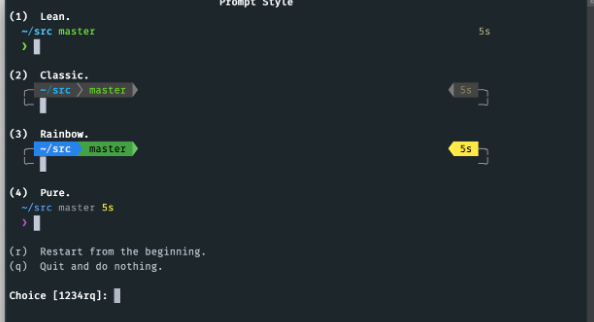 Prompt Style
(1) Lean.
~/src master 5s
❯
(2) Classic.
~/src master 5s
(3) Rainbow.
~/src master 5s
(4) Pure.
~/src master 5s
❯
(r) Restart from the beginning.
(q) Quit and do nothing.
Choice [1234rq]: